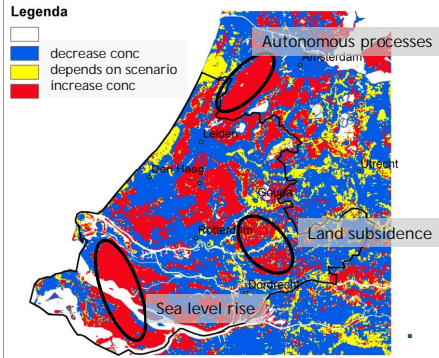 Legenda
decrease conc
depends on scenario
increase conc
Autonomous processes
Amsterdam
Leiden
Utrecht
Den Haag
Gouda
Rotterdam
Land subsidence
Dordrecht
Sea level rise